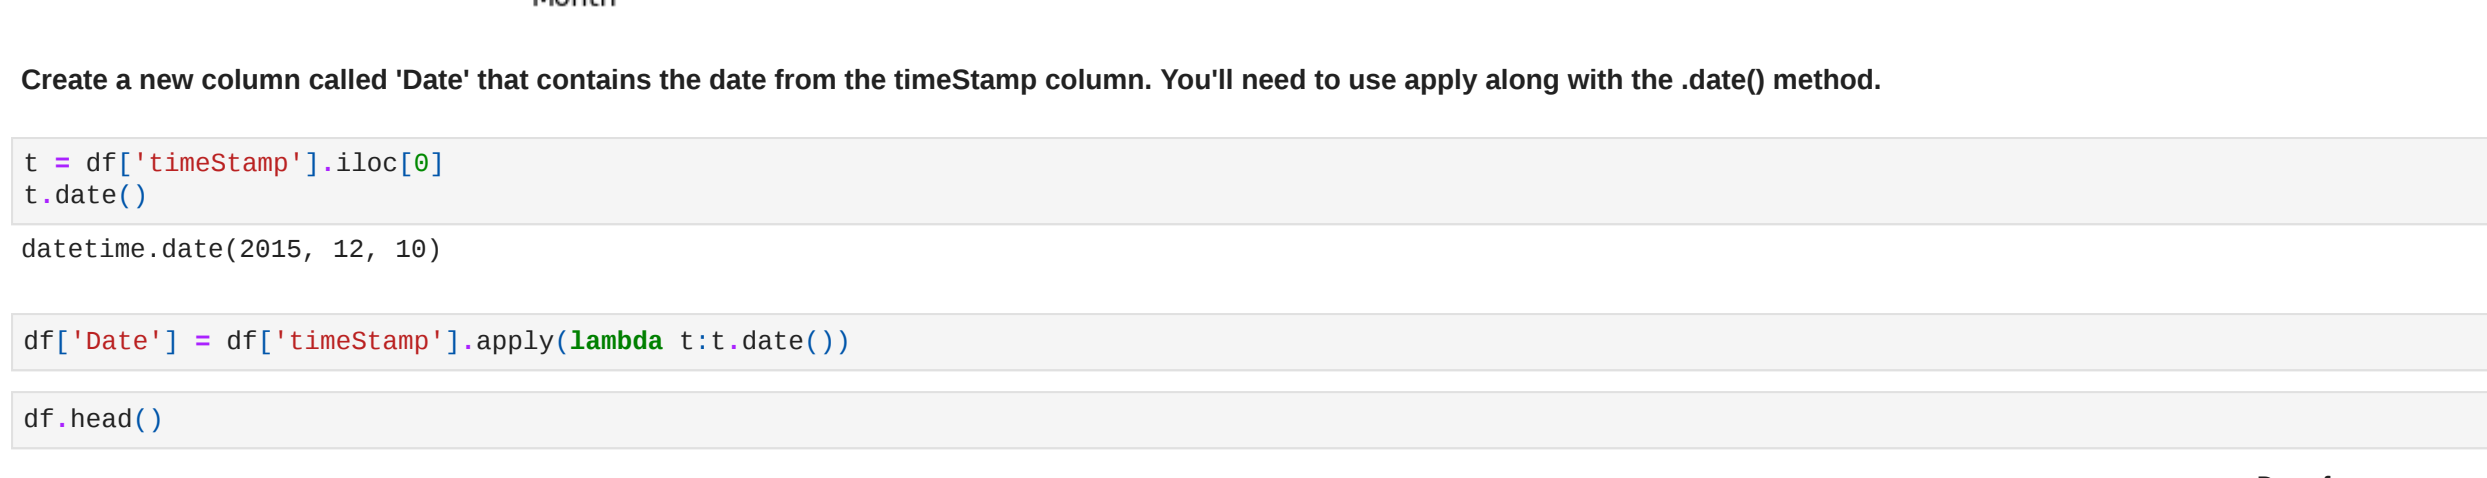 Month
Create a new column called 'Date' that contains the date from the timeStamp column. You'll need to use apply along with the .date() method.
t = df['timeStamp'].iloc[0]
t.date()
datetime.date(2015, 12, 10)
df['Date'] = df['timeStamp'].apply(lambda t:t.date())
df.head()